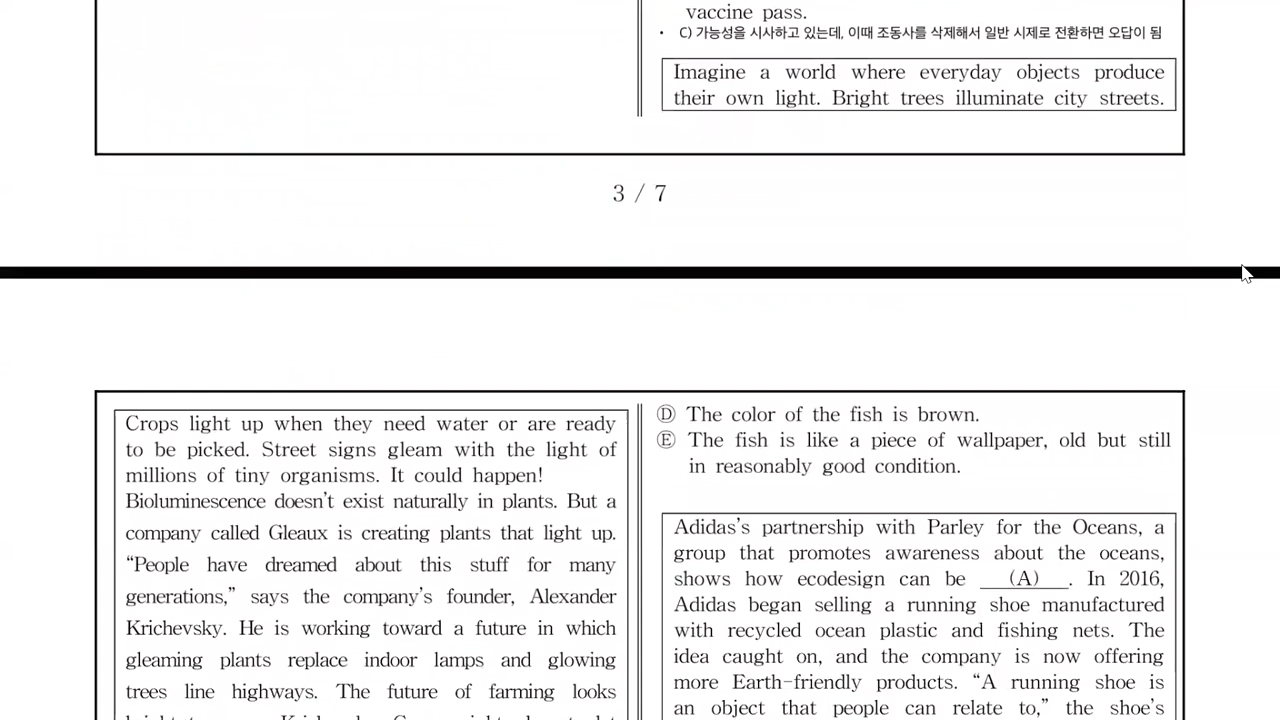 vaccine pass.
• C) 가능성을 시사하고 있는데, 이때 조동사를 삭제해서 일반 시제로 전환하면 오답이 됨
Imagine a world where everyday objects produce
their own light. Bright trees illuminate city streets.
3 / 7
Crops light up when they need water or are ready
to be picked. Street signs gleam with the light of
millions of tiny organisms. It could happen!
Bioluminescence doesn’t exist naturally in plants. But a
company called Gleaux is creating plants that light up.
“People have dreamed about this stuff for many
generations,” says the company’s founder, Alexander
Krichevsky. He is working toward a future in which
gleaming plants replace indoor lamps and glowing
trees line highways. The future of farming looks
Ⓓ The color of the fish is brown.
Ⓔ The fish is like a piece of wallpaper, old but still
in reasonably good condition.
Adidas’s partnership with Parley for the Oceans, a
group that promotes awareness about the oceans,
shows how ecodesign can be ___(A)___. In 2016,
Adidas began selling a running shoe manufactured
with recycled ocean plastic and fishing nets. The
idea caught on, and the company is now offering
more Earth-friendly products. “A running shoe is
an object that people can relate to,” the shoe’s